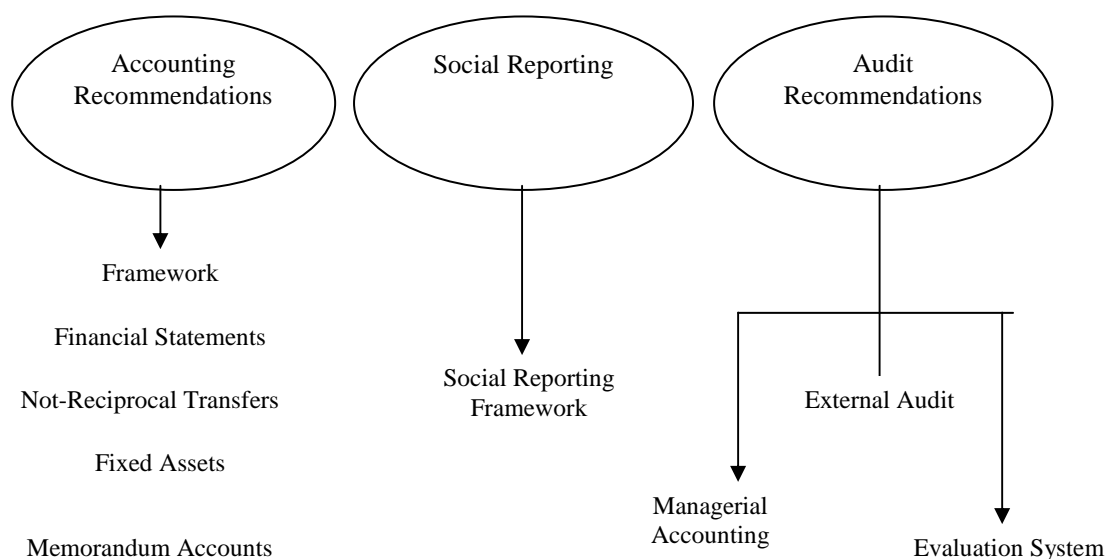 Accounting
Recommendations
Social Reporting
Audit
Recommendations
Framework
Financial Statements
Not-Reciprocal Transfers
Fixed Assets
Memorandum Accounts
Social Reporting
Framework
External Audit
Managerial
Accounting
Evaluation System